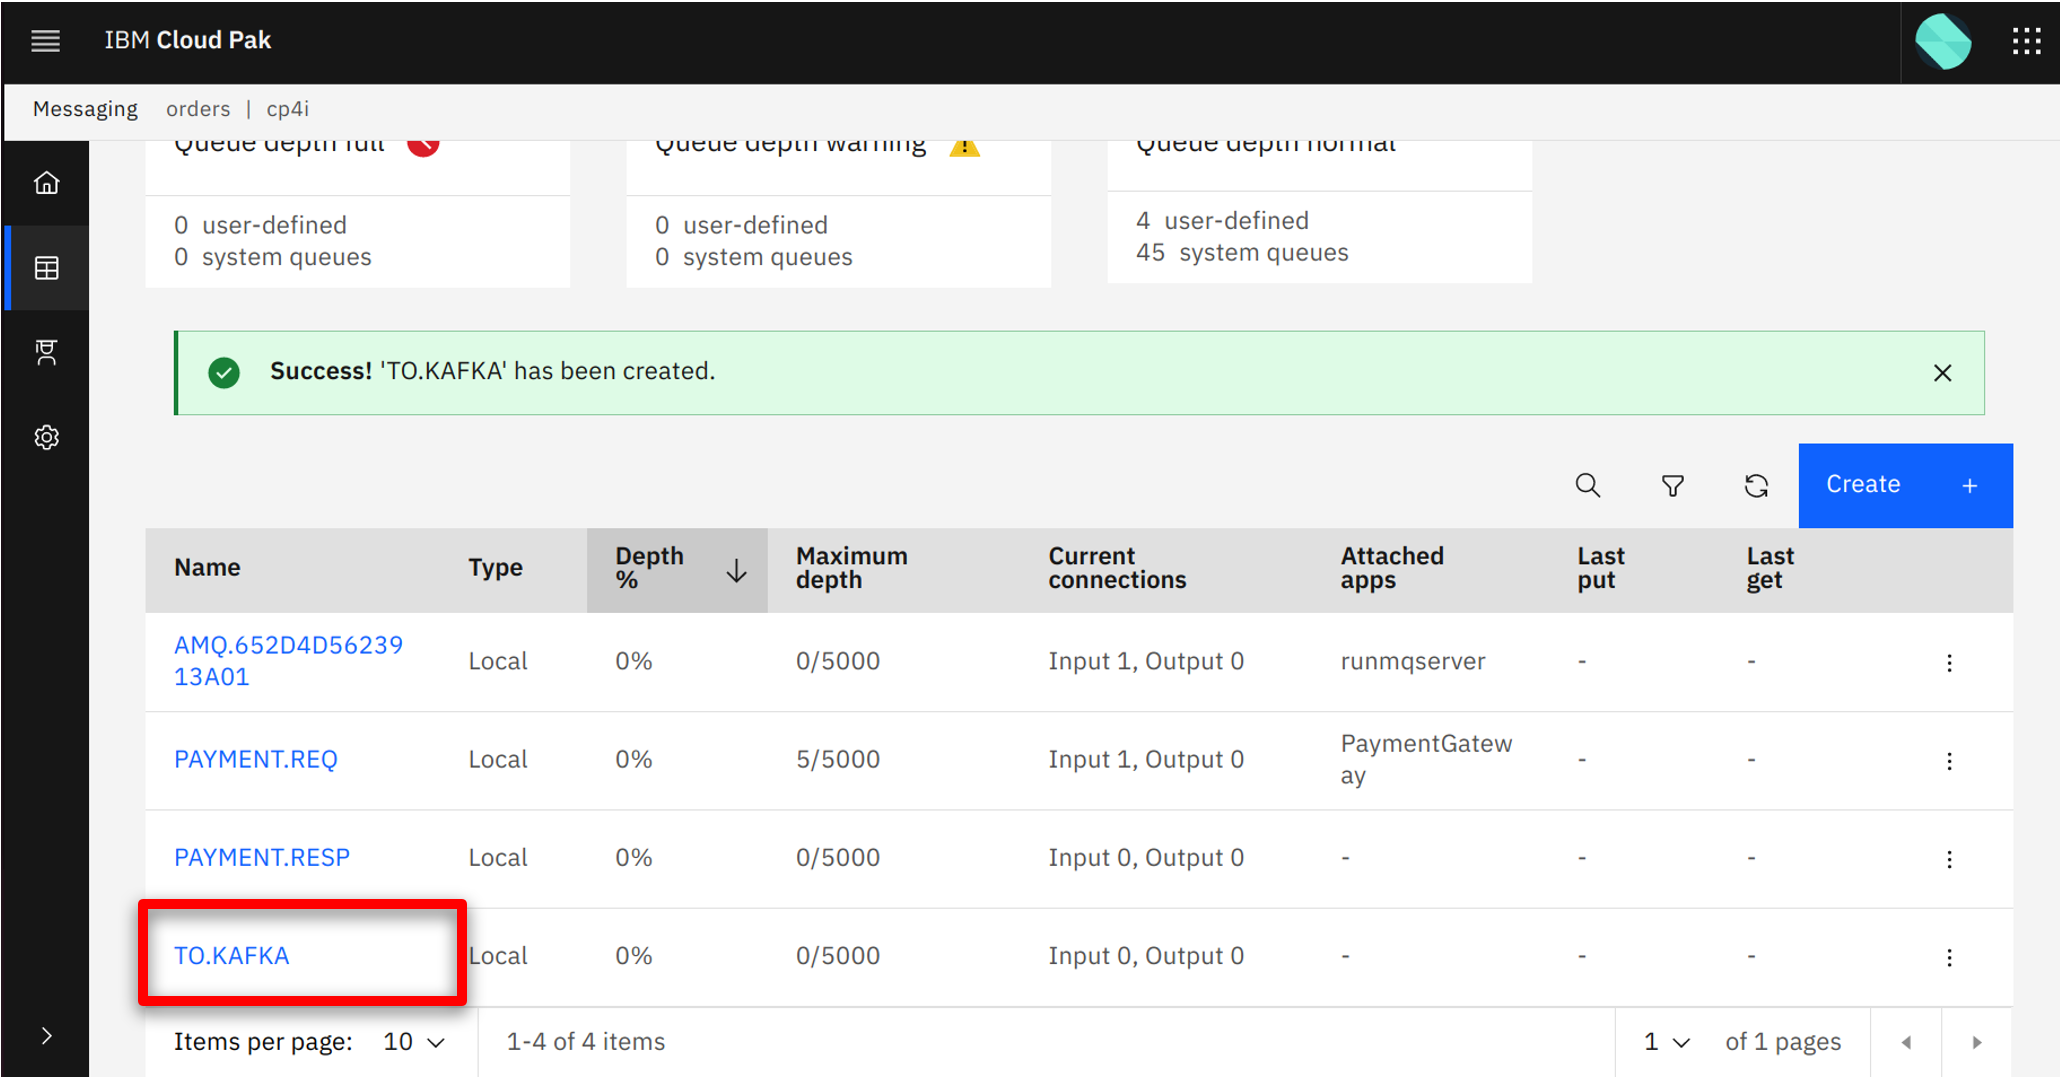 IBM Cloud Pak
Messaging orders | cp4i
Queue depth full
Queue depth warning
Queue depth normal
0 user-defined
0 system queues
0 user-defined
0 system queues
4 user-defined
45 system queues
Success! 'TO.KAFKA' has been created.
Create +
Name Type Depth % Maximum depth Current connections Attached apps Last put Last get
AMQ.652D4D56239
13A01 Local 0% 0/5000 Input 1, Output 0 runmqserver - -
PAYMENT.REQ Local 0% 5/5000 Input 1, Output 0 PaymentGatew
ay - -
PAYMENT.RESP Local 0% 0/5000 Input 0, Output 0 - - -
TO.KAFKA Local 0% 0/5000 Input 0, Output 0 - - -
Items per page: 10 1-4 of 4 items 1 of 1 pages